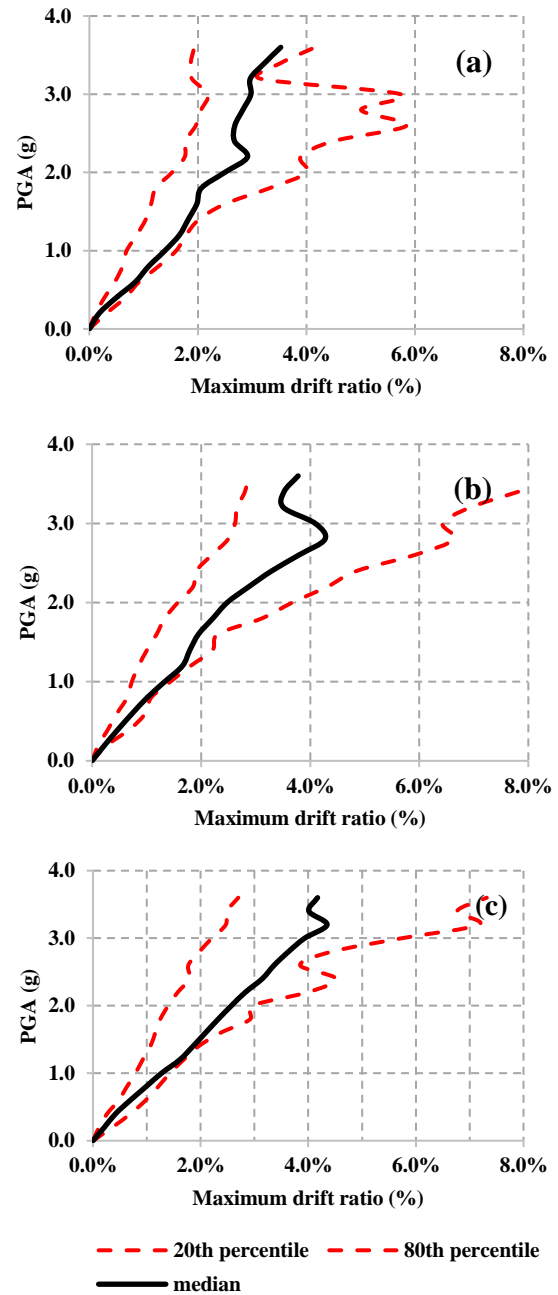 (a)
4.0
3.0
2.0
1.0
0.0
PGA (g)
0.0% 2.0% 4.0% 6.0% 8.0%
Maximum drift ratio (%)
(b)
4.0
3.0
2.0
1.0
0.0
PGA (g)
0.0% 2.0% 4.0% 6.0% 8.0%
Maximum drift ratio (%)
(c)
4.0
3.0
2.0
1.0
0.0
PGA (g)
0.0% 2.0% 4.0% 6.0% 8.0%
Maximum drift ratio (%)
20th percentile 80th percentile
median